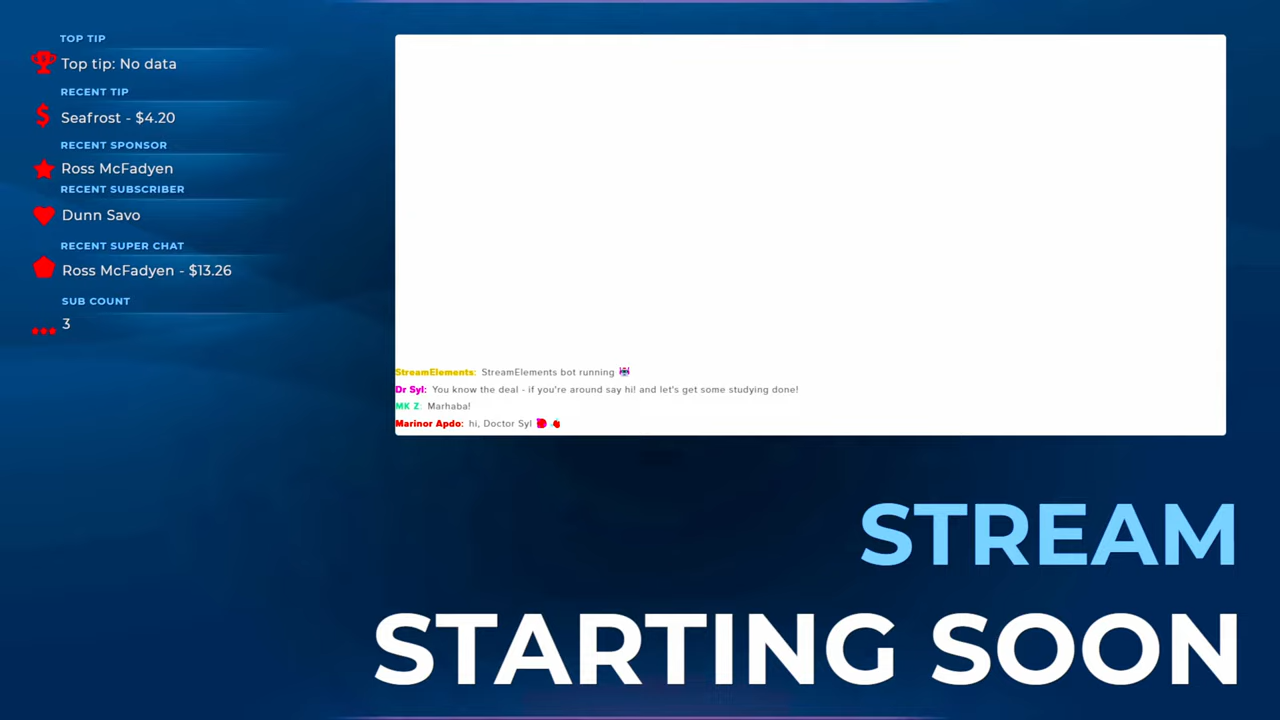 TOP TIP
Top tip: No data
RECENT TIP
Seafrost - $4.20
RECENT SPONSOR
Ross McFadyen
RECENT SUBSCRIBER
Dunn Savo
RECENT SUPER CHAT
Ross McFadyen - $13.26
SUB COUNT
3
StreamElements: StreamElements bot running
Dr Syl: You know the deal - if you're around say hi! and let's get some studying done!
MK Z: Marhaba!
Marinor Apdo: hi, Doctor Syl
STREAM
STARTING SOON